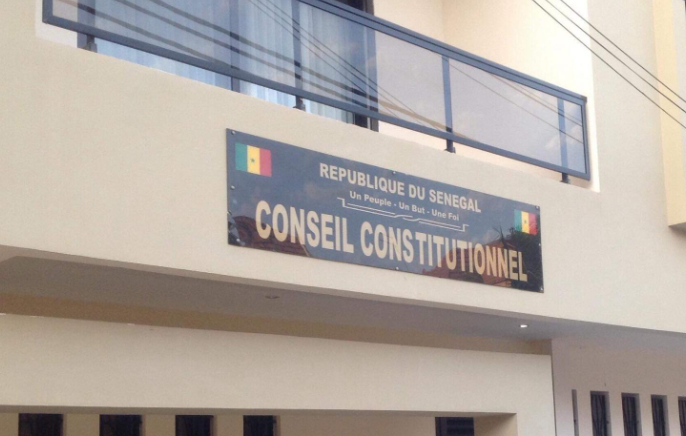 REPUBLIQUE DU SENEGAL
Un Peuple - Un But - Une Foi
CONSEIL CONSTITUTIONNEL